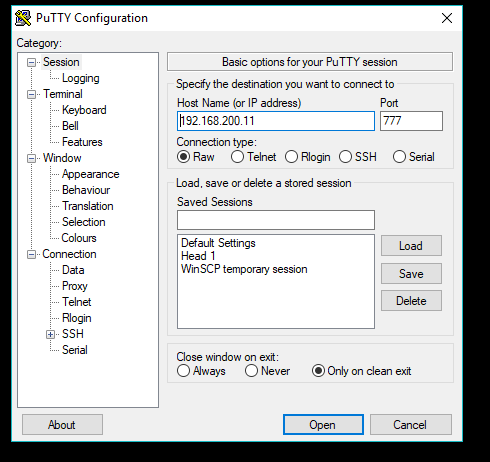 PuTTY Configuration
Category:
Session
Logging
Terminal
Keyboard
Bell
Features
Window
Appearance
Behaviour
Translation
Selection
Colours
Connection
Data
Proxy
Telnet
Rlogin
SSH
Serial
Basic options for your PuTTY session
Specify the destination you want to connect to
Host Name (or IP address) Port
192.168.200.11 777
Connection type:
Raw Telnet Rlogin SSH Serial
Load, save or delete a stored session
Saved Sessions
Default Settings
Head 1
WinSCP temporary session
Load
Save
Delete
Close window on exit:
Always Never Only on clean exit
About Open Cancel